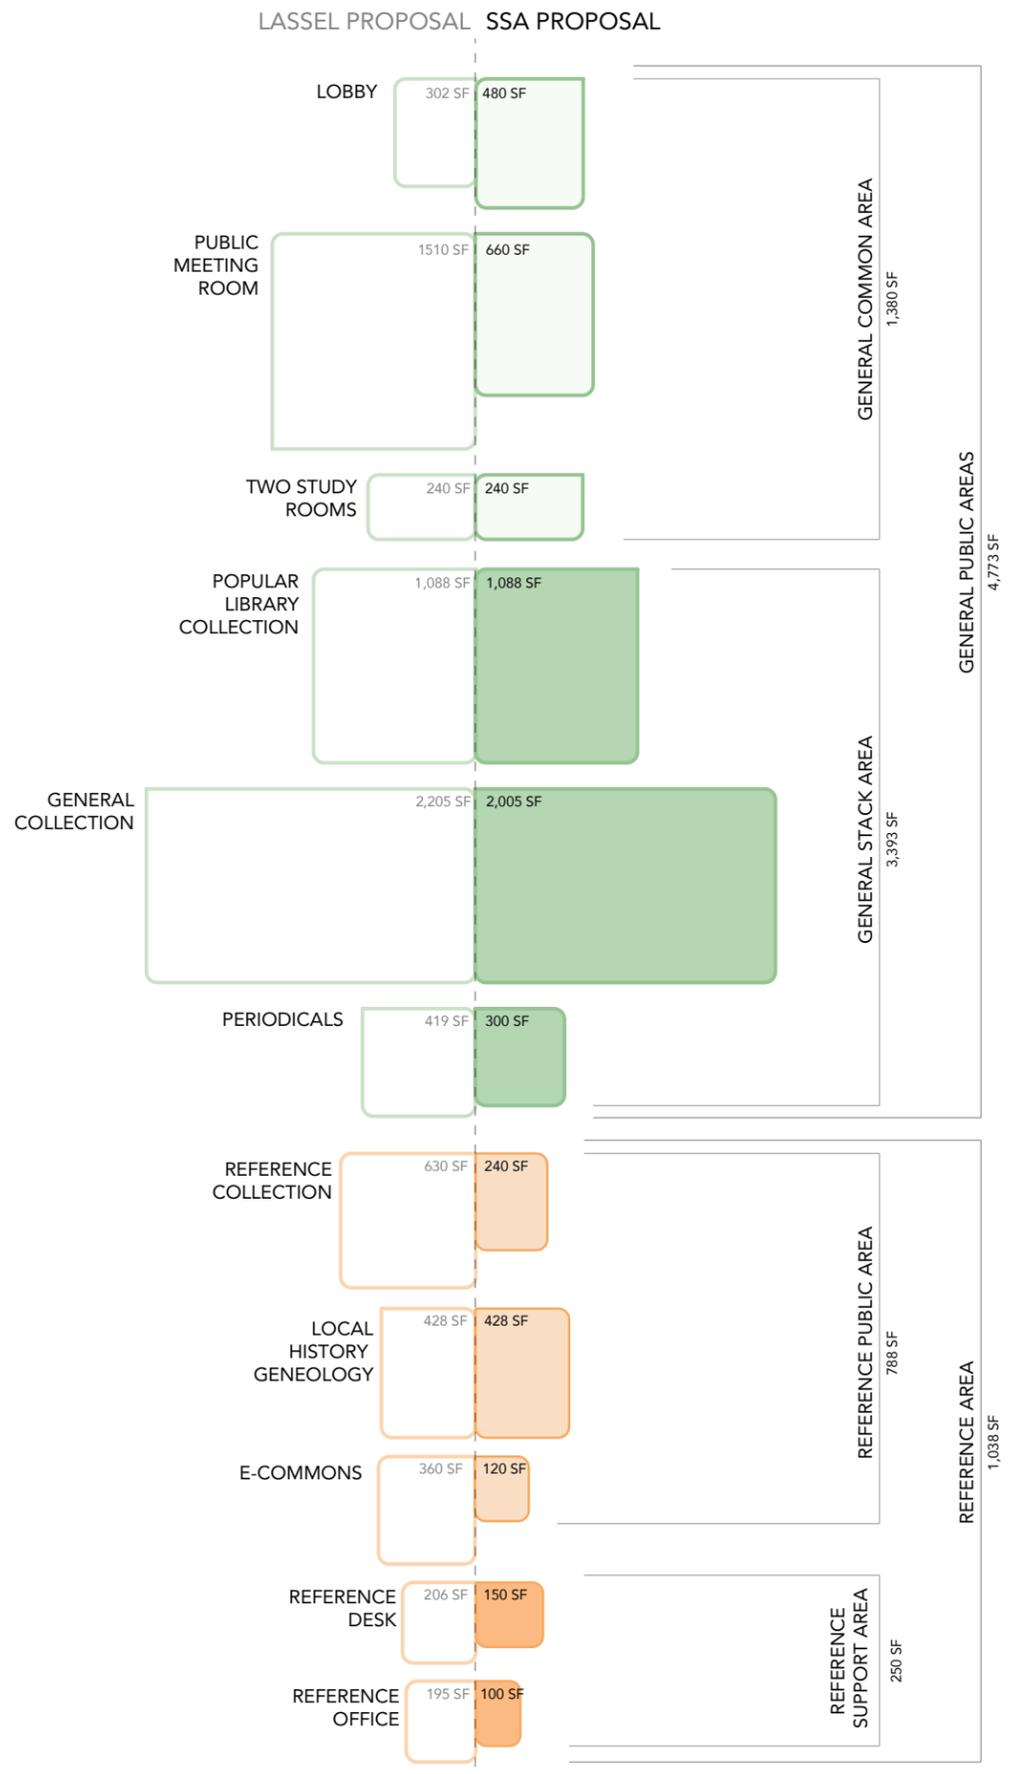 LASSEL PROPOSAL
SSA PROPOSAL
LOBBY
302 SF
480 SF
PUBLIC
MEETING
ROOM
1510 SF
660 SF
TWO STUDY
ROOMS
240 SF
240 SF
GENERAL COMMON AREA
1,380 SF
POPULAR
LIBRARY
COLLECTION
1,088 SF
1,088 SF
GENERAL
COLLECTION
2,205 SF
2,005 SF
PERIODICALS
419 SF
300 SF
GENERAL STACK AREA
3,393 SF
GENERAL PUBLIC AREAS
4,773 SF
REFERENCE
COLLECTION
630 SF
240 SF
LOCAL
HISTORY
GENEOLOGY
428 SF
428 SF
E-COMMONS
360 SF
120 SF
REFERENCE PUBLIC AREA
788 SF
REFERENCE
DESK
206 SF
150 SF
REFERENCE
OFFICE
195 SF
100 SF
REFERENCE
SUPPORT AREA
250 SF
REFERENCE AREA
1,038 SF